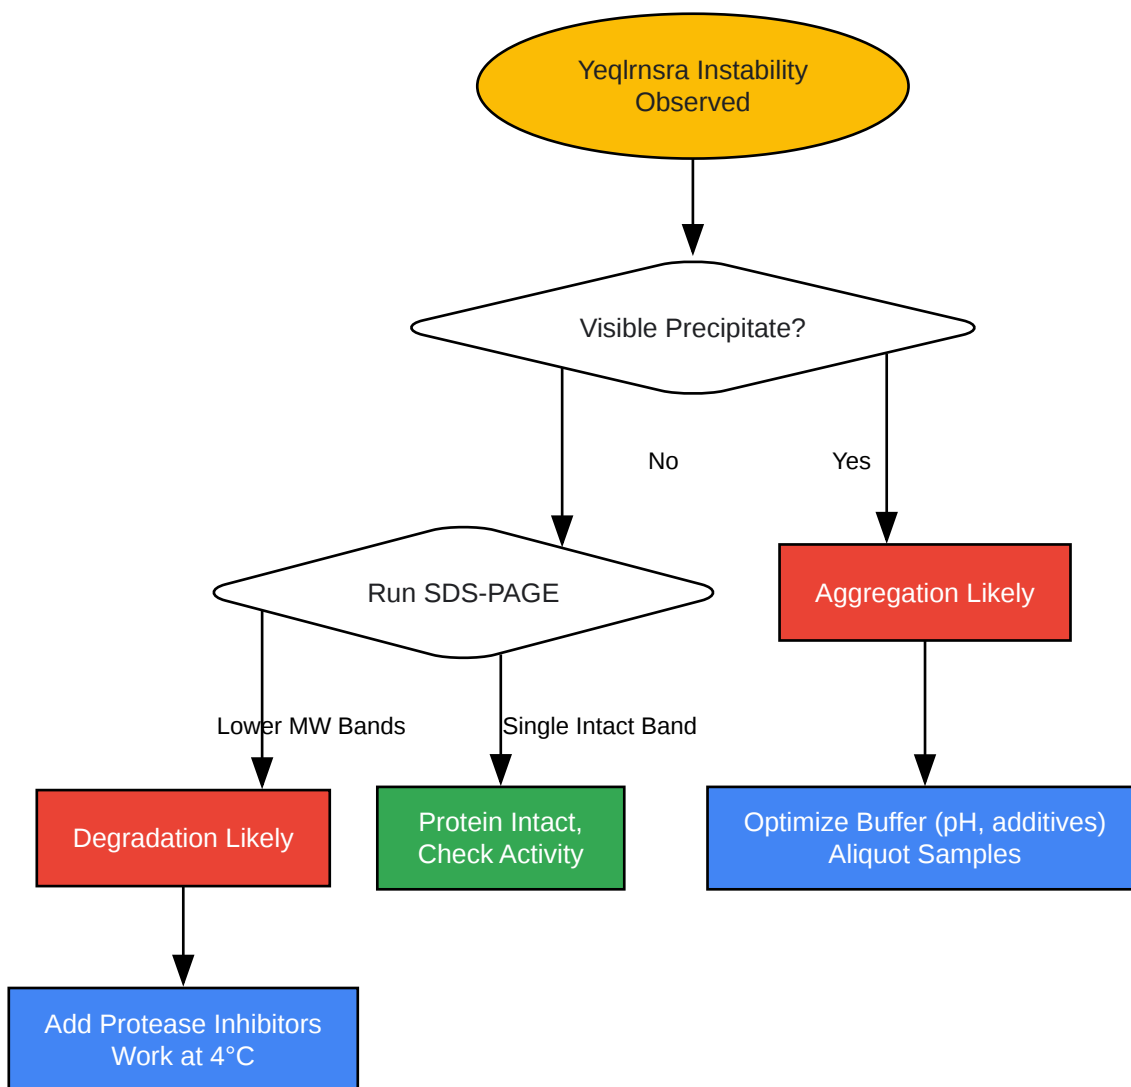 Yeqlrnsra Instability
Observed
Visible Precipitate?
No
Yes
Run SDS-PAGE
Aggregation Likely
Lower MW Bands
Single Intact Band
Degradation Likely
Protein Intact,
Check Activity
Optimize Buffer (pH, additives)
Aliquot Samples
Add Protease Inhibitors
Work at 4°C